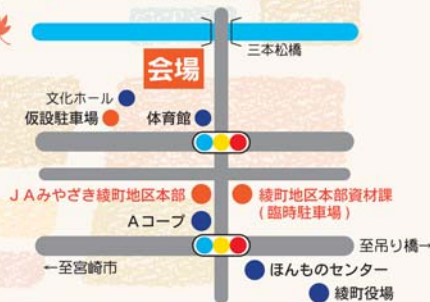 三本松橋
会場
文化ホール
仮設駐車場
体育館
JAみやざき綾町地区本部
綾町地区本部資材課
(臨時駐車場)
Aコープ
至吊り橋→
←至宮崎市
ほんものセンター
綾町役場